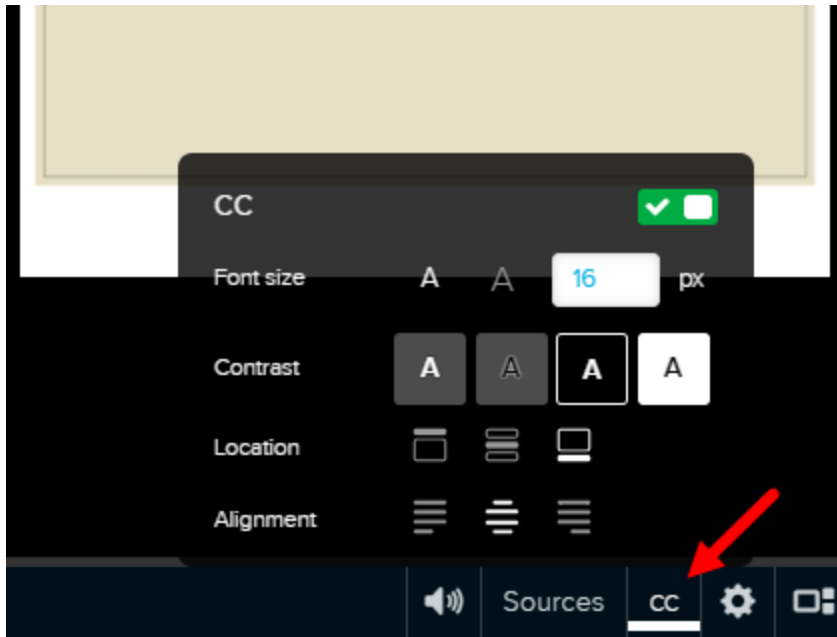 CC
Font size A A 16 px
Contrast A A A A
Location
Alignment
Sources CC